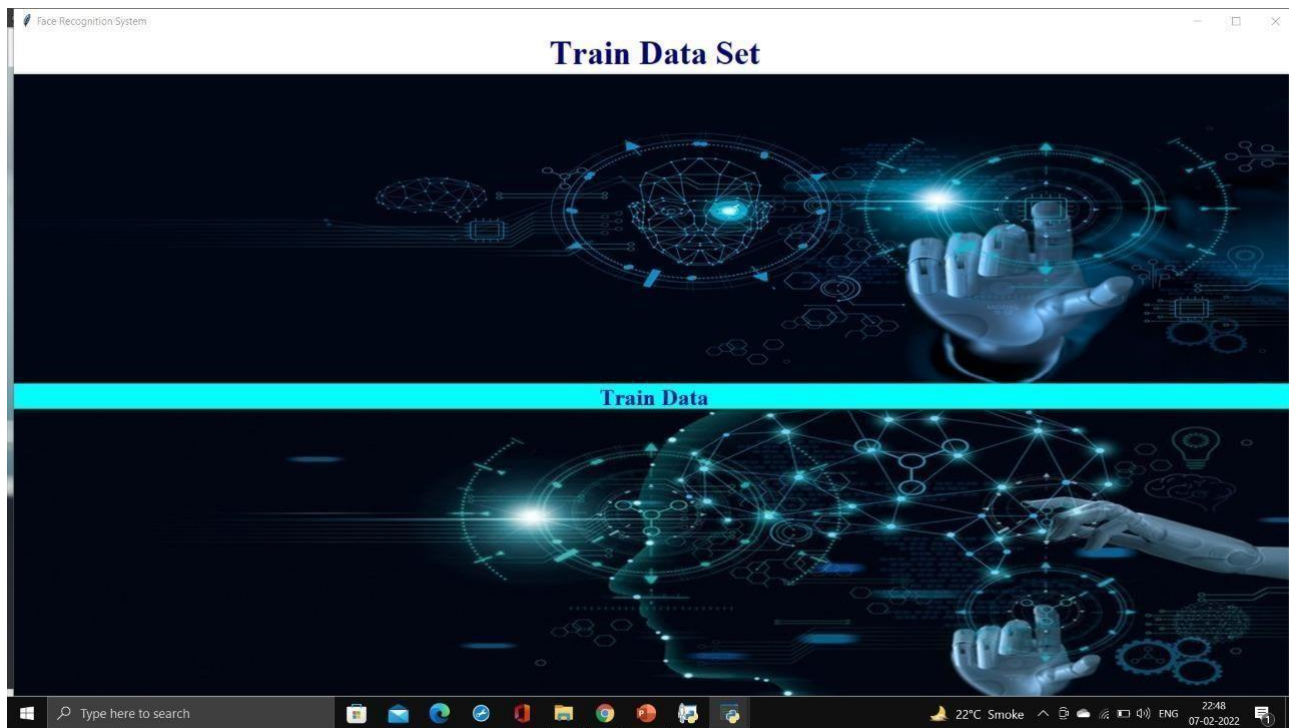 Face Recognition System
Train Data Set
Train Data
Type here to search
22°C Smoke
ENG
22:48
07-02-2022
1